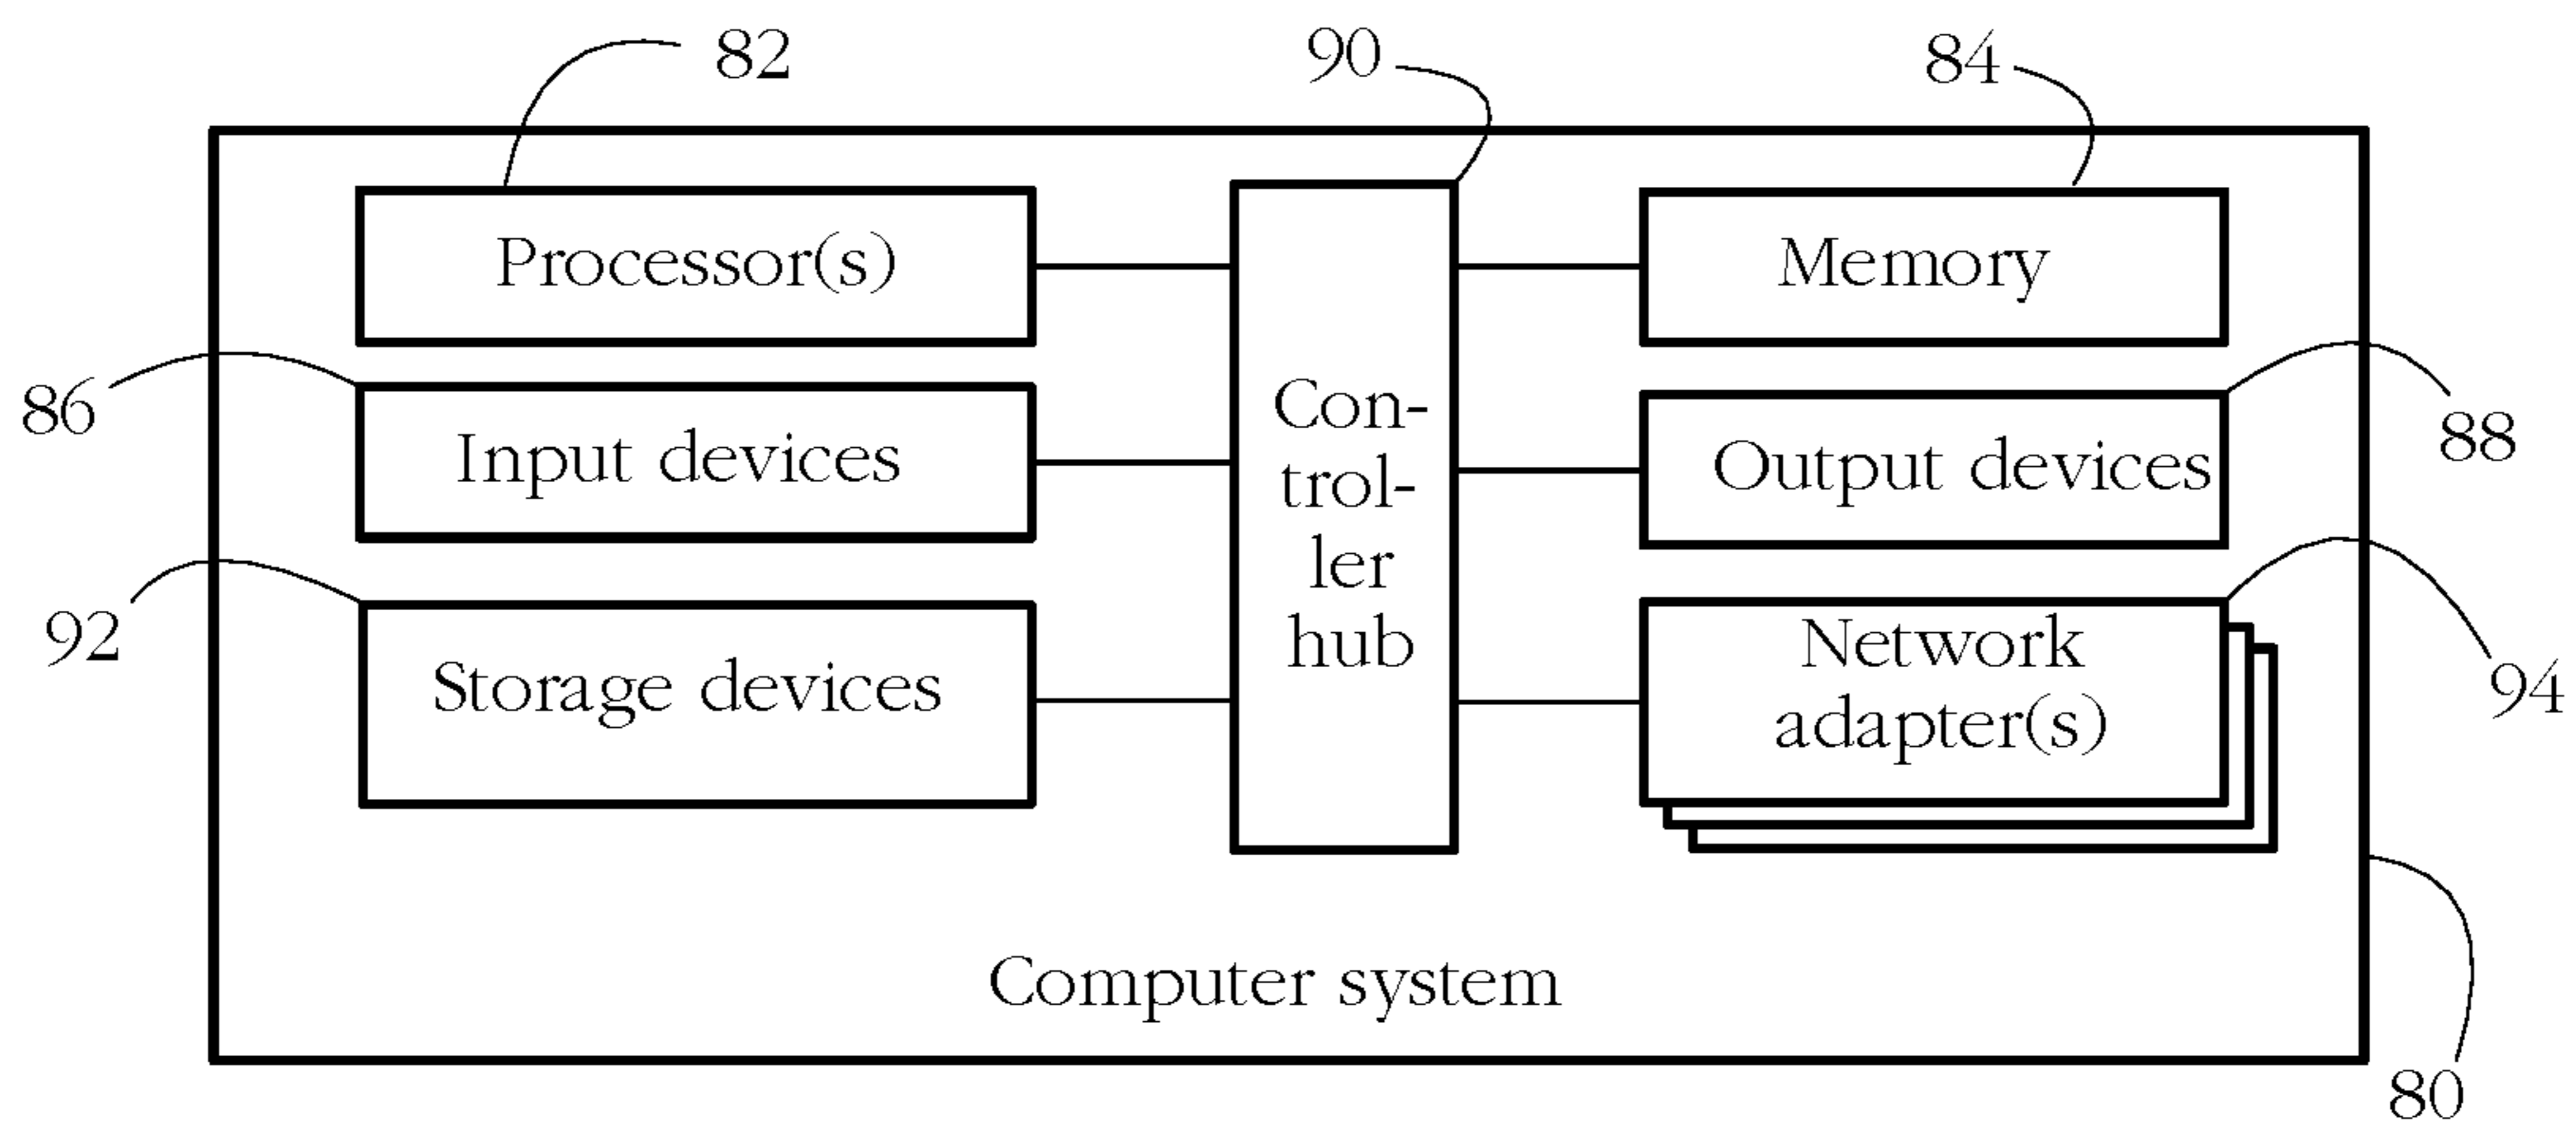 82
90
84
Processor(s)
Memory
86
Input devices
Con-
trol-
ler
hub
Output devices
88
92
Storage devices
Network
adapter(s)
94
Computer system
80